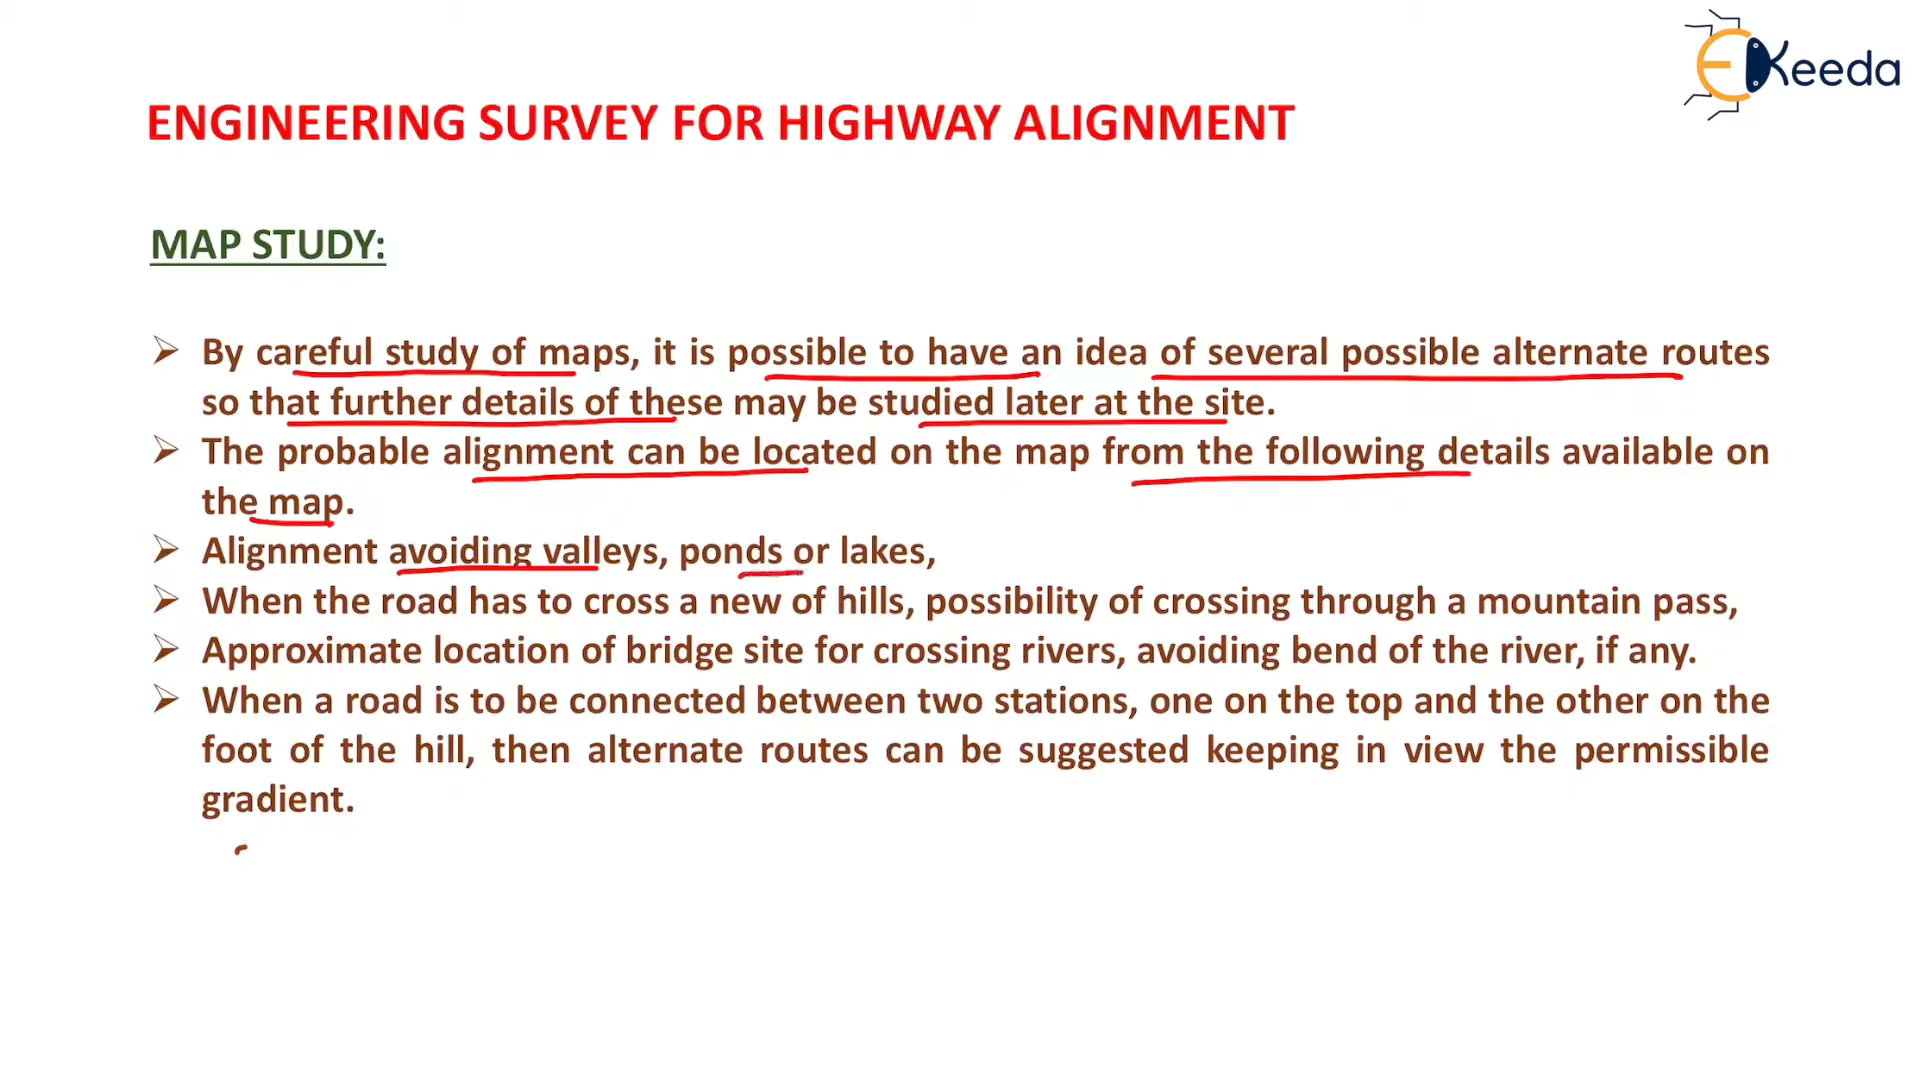 EKeeda
ENGINEERING SURVEY FOR HIGHWAY ALIGNMENT
MAP STUDY:
➢ By careful study of maps, it is possible to have an idea of several possible alternate routes
so that further details of these may be studied later at the site.
➢ The probable alignment can be located on the map from the following details available on
the map.
➢ Alignment avoiding valleys, ponds or lakes,
➢ When the road has to cross a new of hills, possibility of crossing through a mountain pass,
➢ Approximate location of bridge site for crossing rivers, avoiding bend of the river, if any.
➢ When a road is to be connected between two stations, one on the top and the other on the
foot of the hill, then alternate routes can be suggested keeping in view the permissible
gradient.